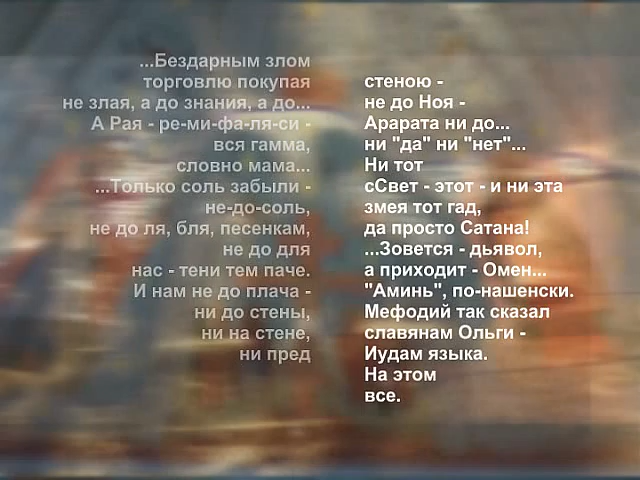 ...Бездарным злом
торговлю покупая
не злая, а до знания, а до...
А Рая - ре-ми-фа-ля-си -
вся гамма,
словно мама...
...Только соль забыли -
не-до-соль,
не до ля, бля, песенкам,
не до для
нас - тени тем паче.
И нам не до плача -
ни до стены,
ни на стене,
ни пред
стеною -
не до Ноя -
Арарата ни до...
ни "да" ни "нет"...
Ни тот
сСвет - этот - и ни эта
змея тот гад,
да просто Сатана!
...Зовется - дьявол,
а приходит - Омен...
"Аминь", по-нашенски.
Мефодий так сказал
славянам Ольги -
Иудам языка.
На этом
все.